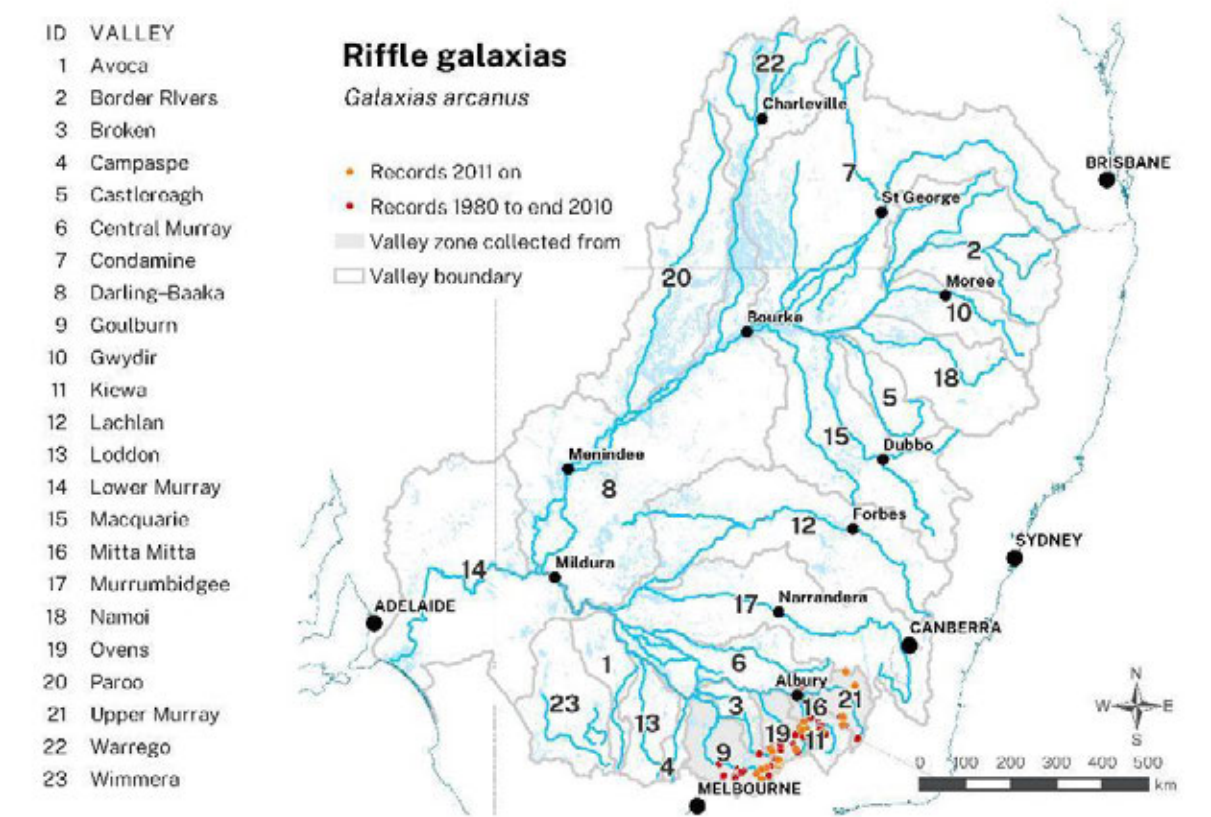 ID VALLEY
1 Avoca
2 Border RIvers
3 Broken
4 Campaspe
5 Castlereagh
6 Central Murray
7 Condamine
8 Darling–Baaka
9 Goulburn
10 Gwydir
11 Kiewa
12 Lachlan
13 Loddon
14 Lower Murray
15 Macquarie
16 Mitta Mitta
17 Murrumbidgee
18 Namoi
19 Ovens
20 Paroo
21 Upper Murray
22 Warrego
23 Wimmera
Riffle galaxias
Galaxias arcanus
Records 2011 on
Records 1980 to end 2010
Valley zone collected from
Valley boundary
22
Charleville
BRISBANE
7
St George
2
20
Moree
10
Bourke
18
5
15
Dubbo
Menindee
8
Forbes
12
SYDNEY
Mildura
14
Narrandera
17
ADELAIDE
CANBERRA
1
6
Albury
21
23
3
16
13
19
11
9
4
MELBOURNE
N
W
E
S
0 100 200 300 400 500
km